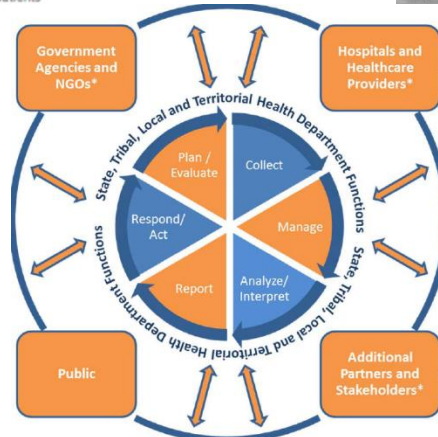 Government
Agencies and
NGOs*
Hospitals and
Healthcare
Providers*
State, Tribal, Local and Territorial Health Department Functions
State, Tribal, Local and Territorial Health Department Functions
Plan /
Evaluate
Collect
Respond/
Act
Manage
Report
Analyze/
Interpret
Public
Additional
Partners and
Stakeholders*